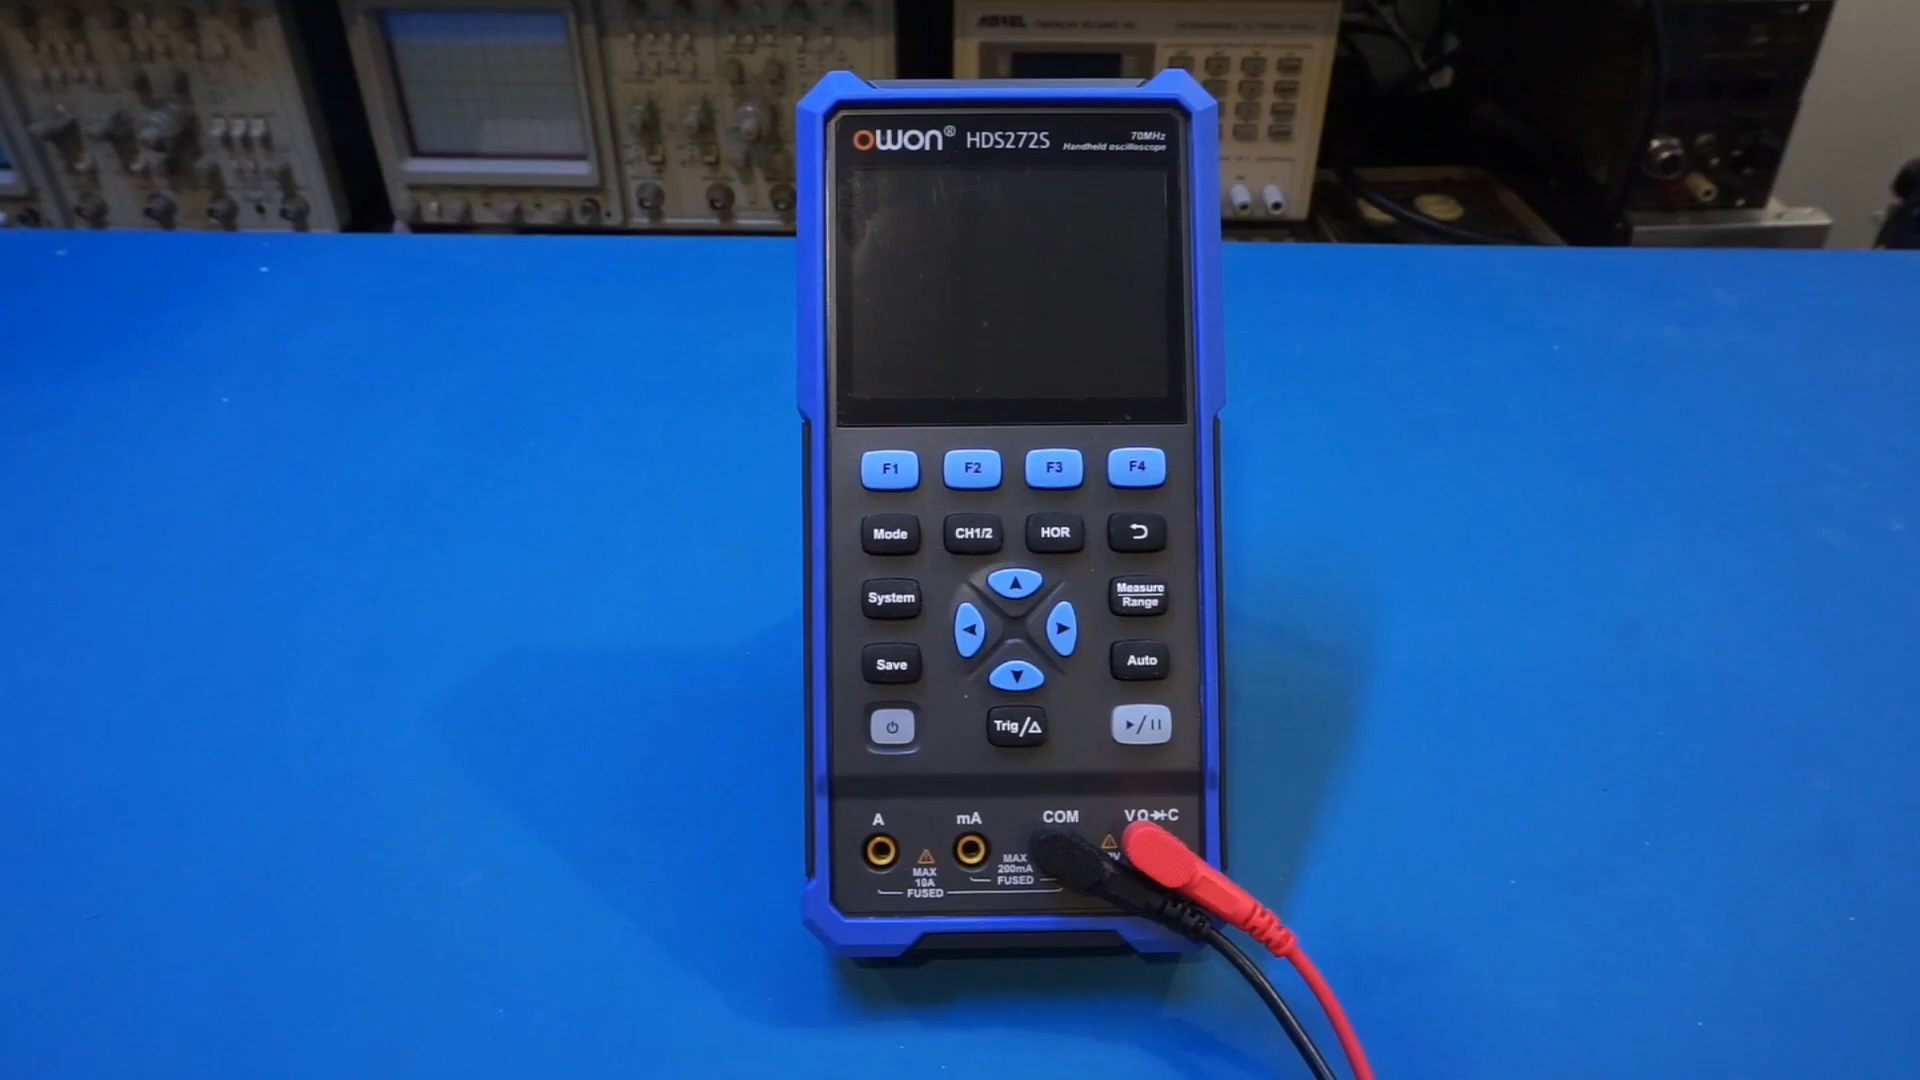 OWON® HDS272S
70MHz
Handheld oscilloscope
F1 F2 F3 F4
Mode CH1/2 HOR
System
Measure
Range
Save
Auto
Trig/△
A mA COM VΩC
MAX
10A
FUSED
MAX
200mA
FUSED